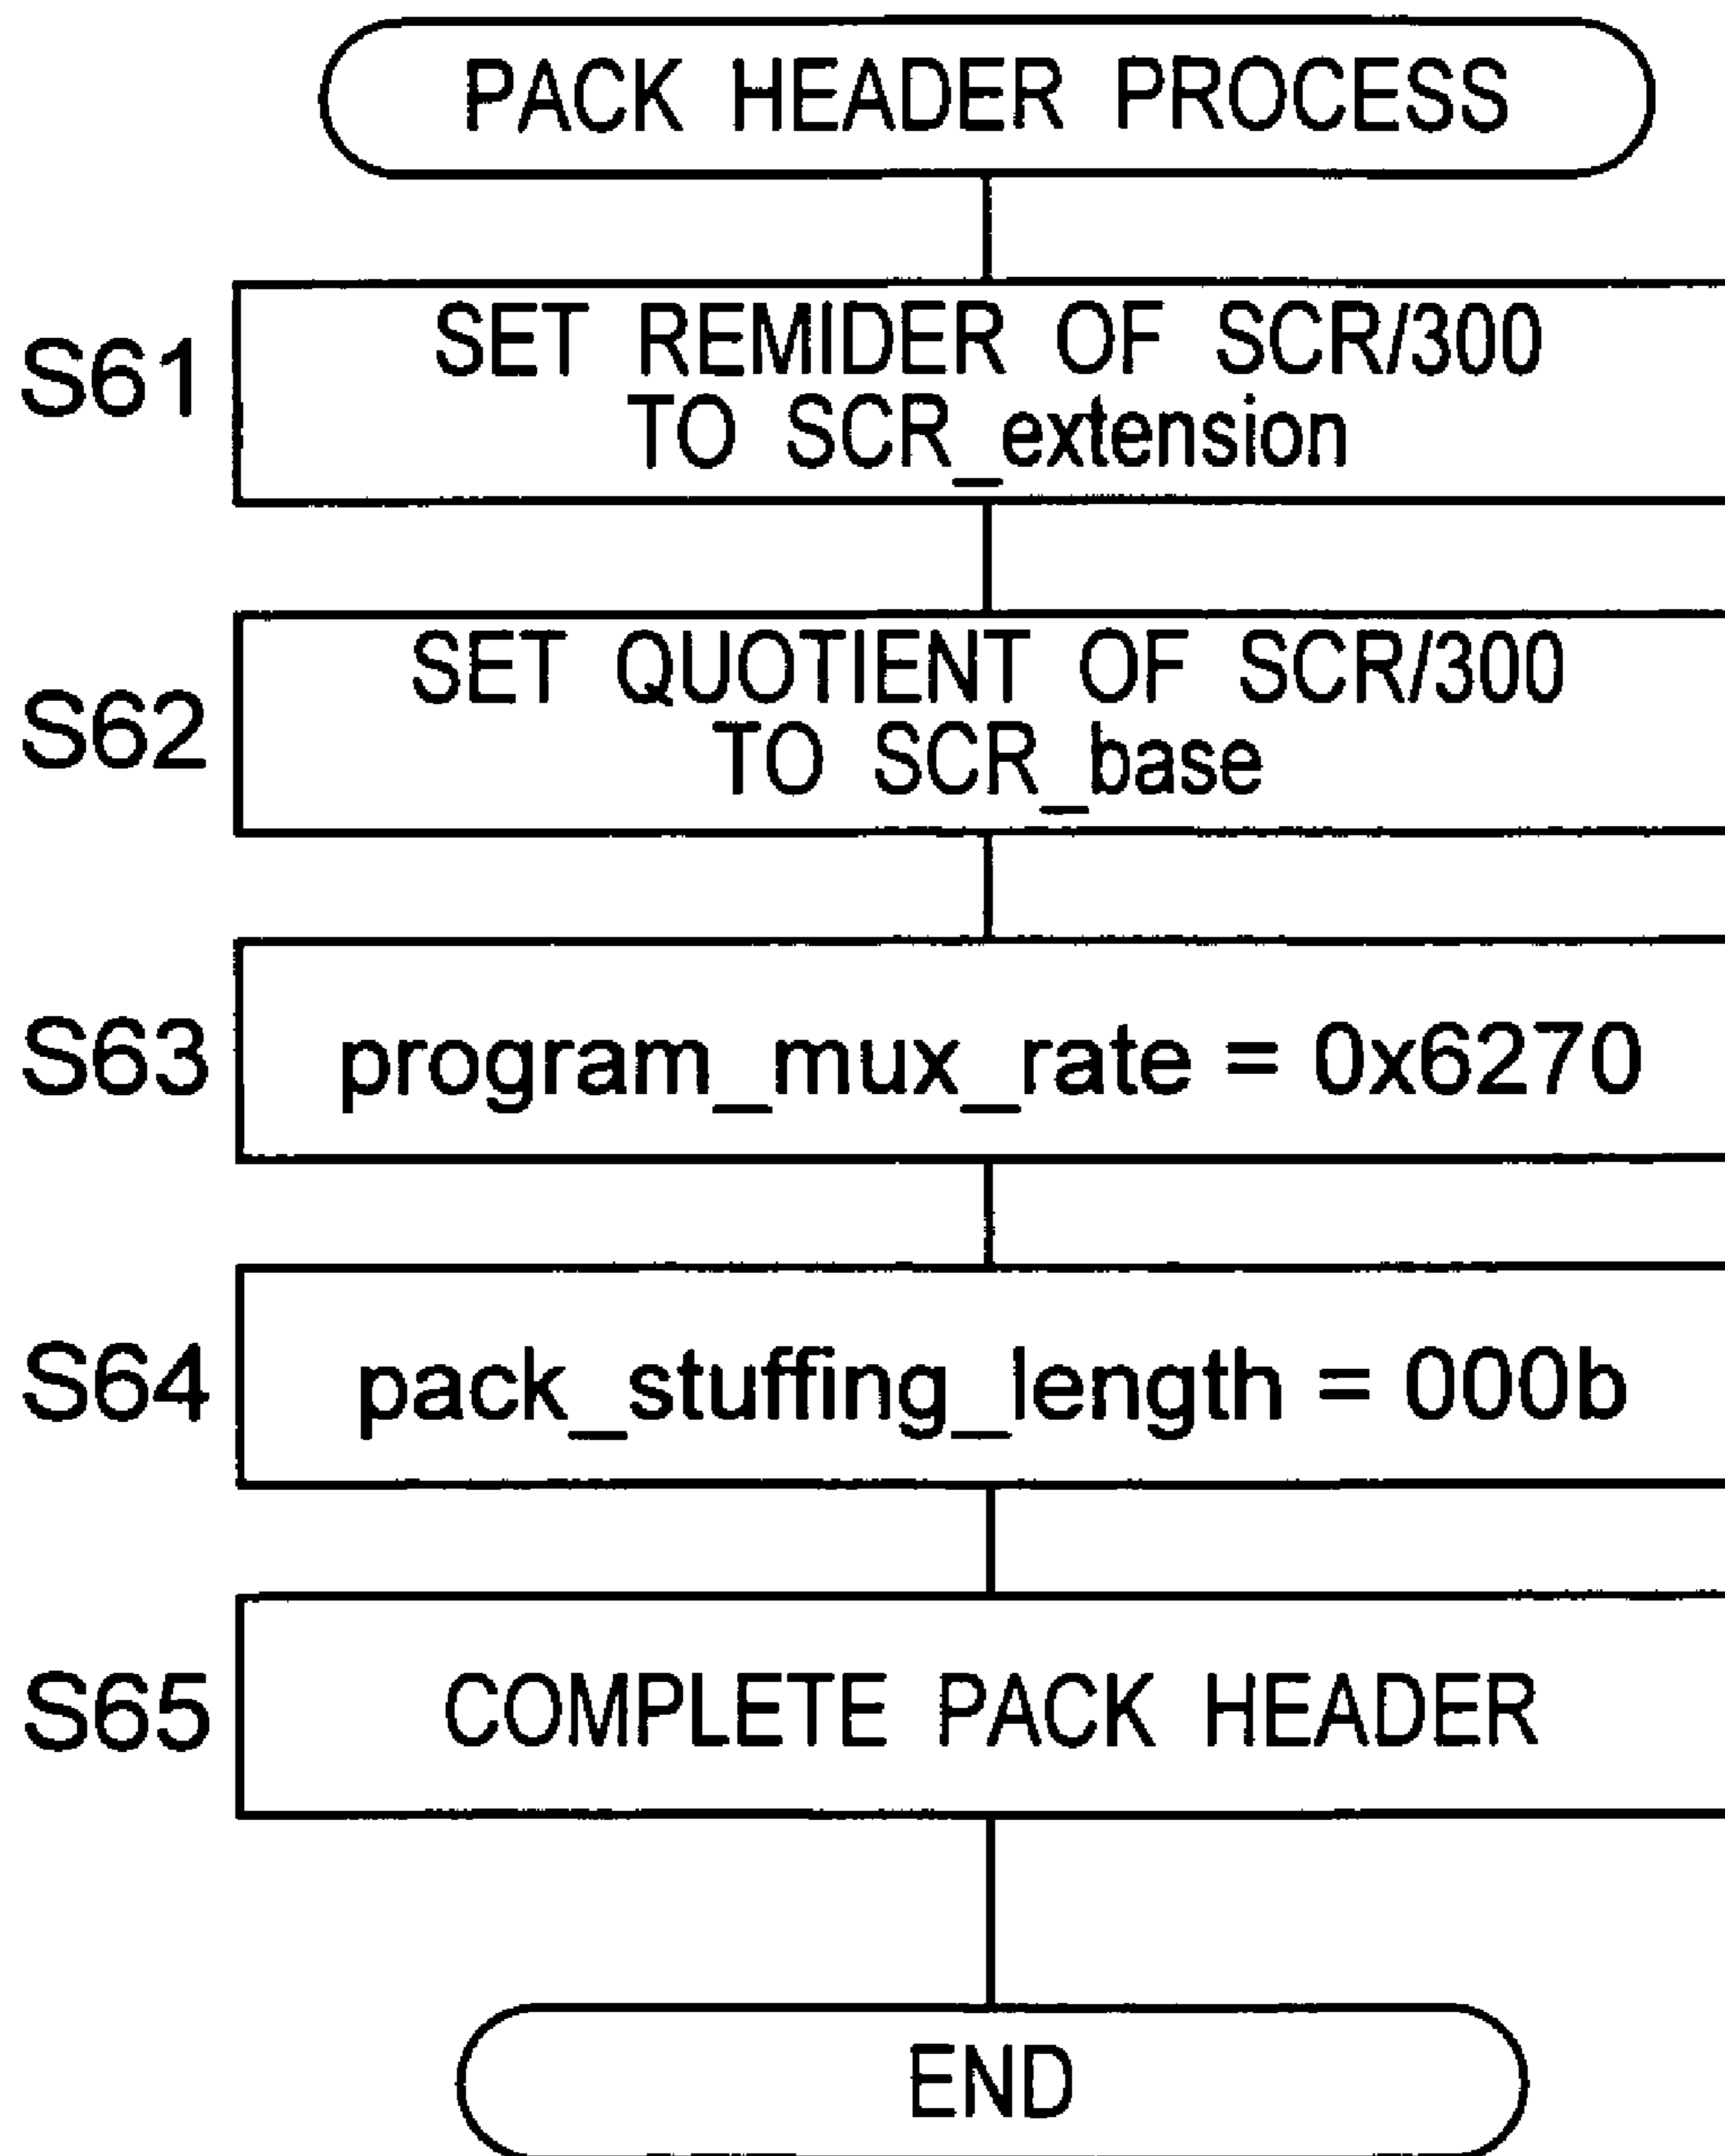 PACK HEADER PROCESS
S61
SET REMIDER OF SCR/300
TO SCR_extension
S62
SET QUOTIENT OF SCR/300
TO SCR_base
S63
program_mux_rate = 0x6270
S64
pack_stuffing_length = 000b
S65
COMPLETE PACK HEADER
END